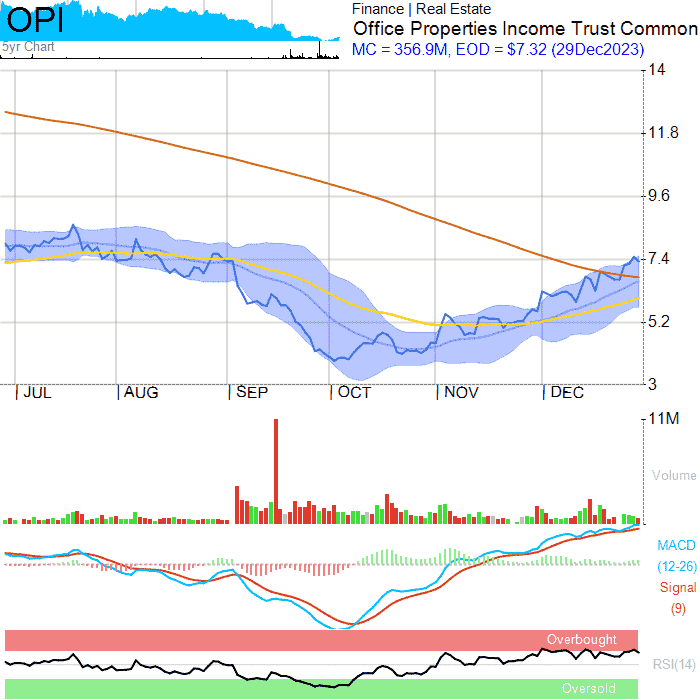 OPI
5yr Chart
Finance | Real Estate
Office Properties Income Trust Common
MC = 356.9M, EOD = $7.32 (29Dec2023)
14
11.8
9.6
7.4
5.2
3
JUL
AUG
SEP
OCT
NOV
DEC
11M
Volume
MACD
(12-26)
Signal
(9)
Overbought
RSI(14)
Oversold